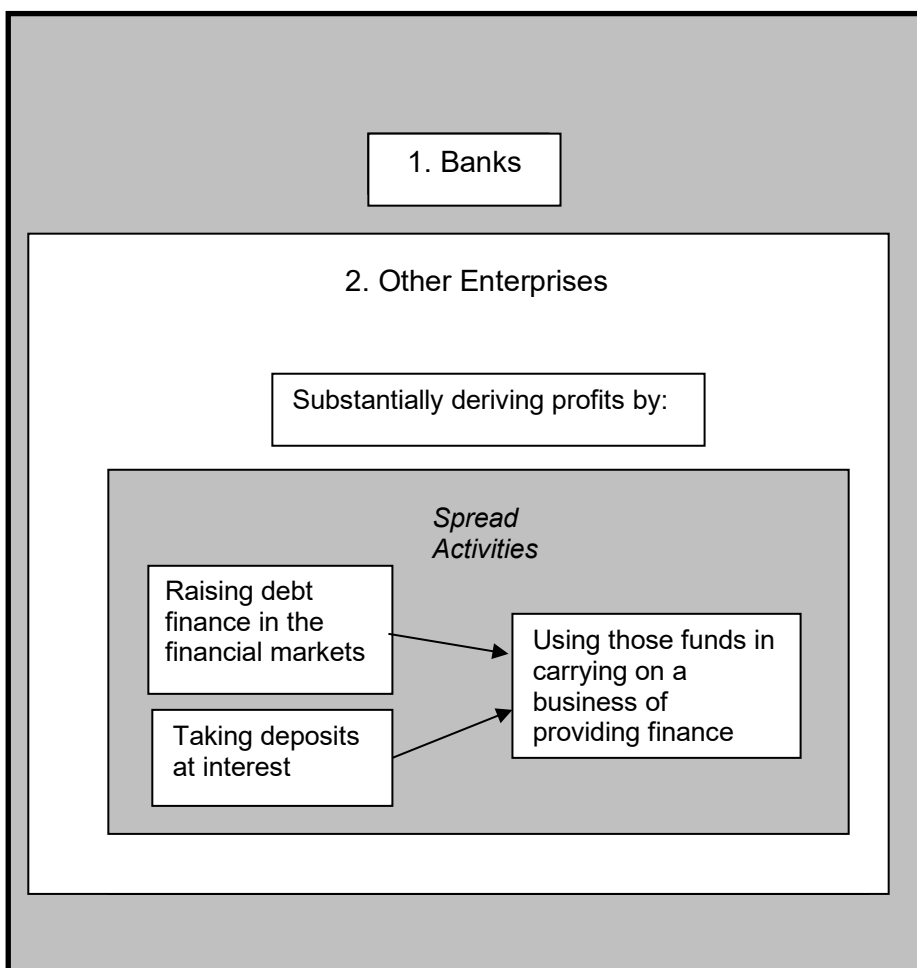 1. Banks
2. Other Enterprises
Substantially deriving profits by:
Spread
Activities
Raising debt
finance in the
financial markets
Taking deposits
at interest
Using those funds in
carrying on a
business of
providing finance